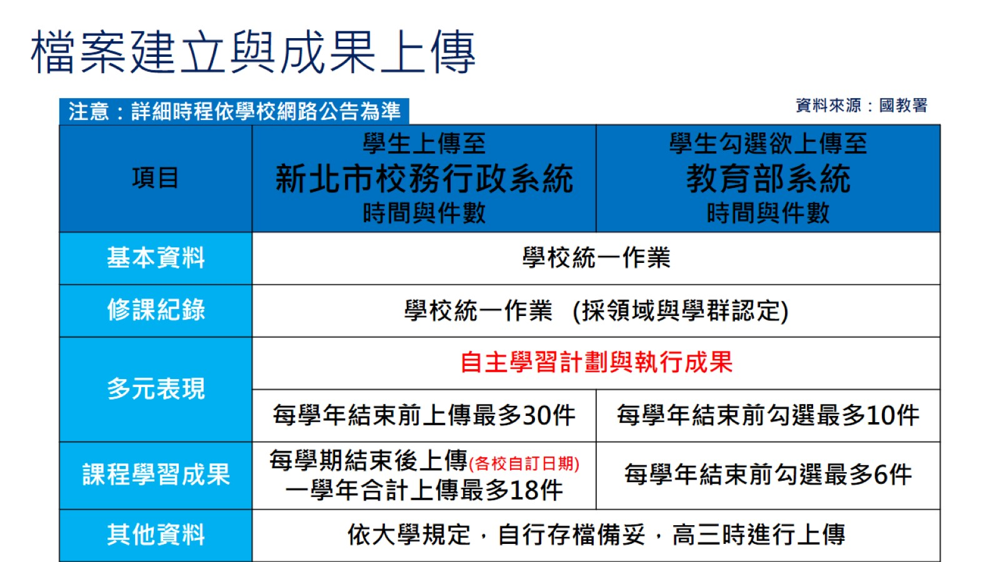 檔案建立與成果上傳
注意：詳細時程依學校網路公告為準
資料來源：國教署
項目
學生上傳至
新北市校務行政系統
時間與件數
學生勾選欲上傳至
教育部系統
時間與件數
基本資料
學校統一作業
修課紀錄
學校統一作業 (採領域與學群認定)
多元表現
自主學習計劃與執行成果
每學年結束前上傳最多30件
每學年結束前勾選最多10件
課程學習成果
每學期結束後上傳(各校自訂日期)
一學年合計上傳最多18件
每學年結束前勾選最多6件
其他資料
依大學規定，自行存檔備妥，高三時進行上傳